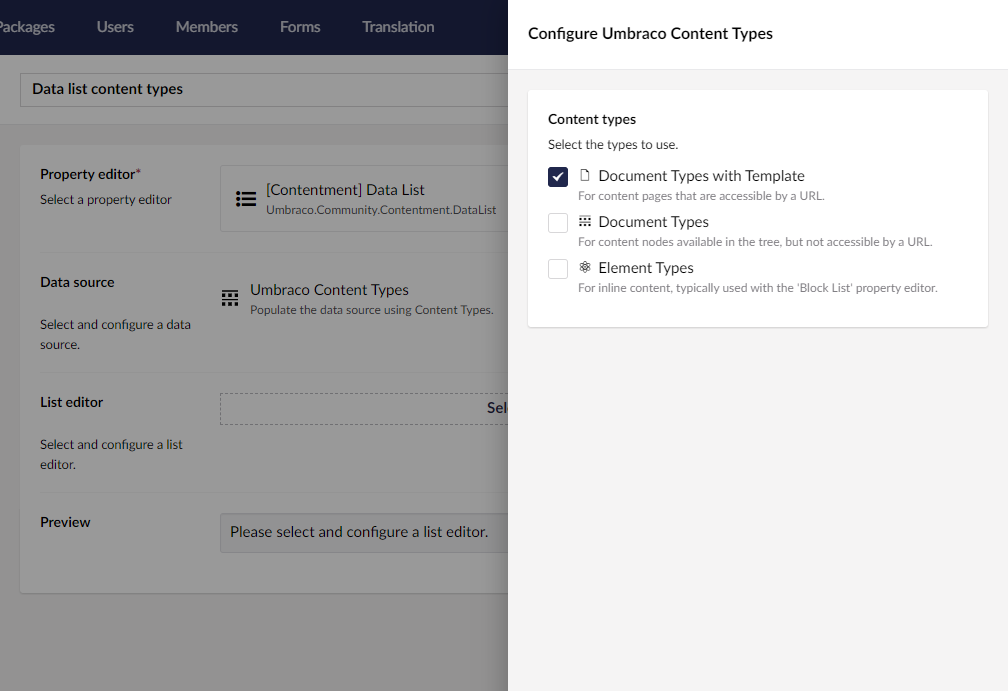 Users
Members
Forms
Translation
Configure Umbraco Content Types
Data list content types
Property editor*
Select a property editor
[Contentment] Data List
Umbraco.Community.Contentment.DataList
Data source
Select and configure a data
source.
Umbraco Content Types
Populate the data source using Content Types.
List editor
Select and configure a list
editor.
Preview
Please select and configure a list editor.
Content types
Select the types to use.
Document Types with Template
For content pages that are accessible by a URL.
Document Types
For content nodes available in the tree, but not accessible by a URL.
Element Types
For inline content, typically used with the 'Block List' property editor.